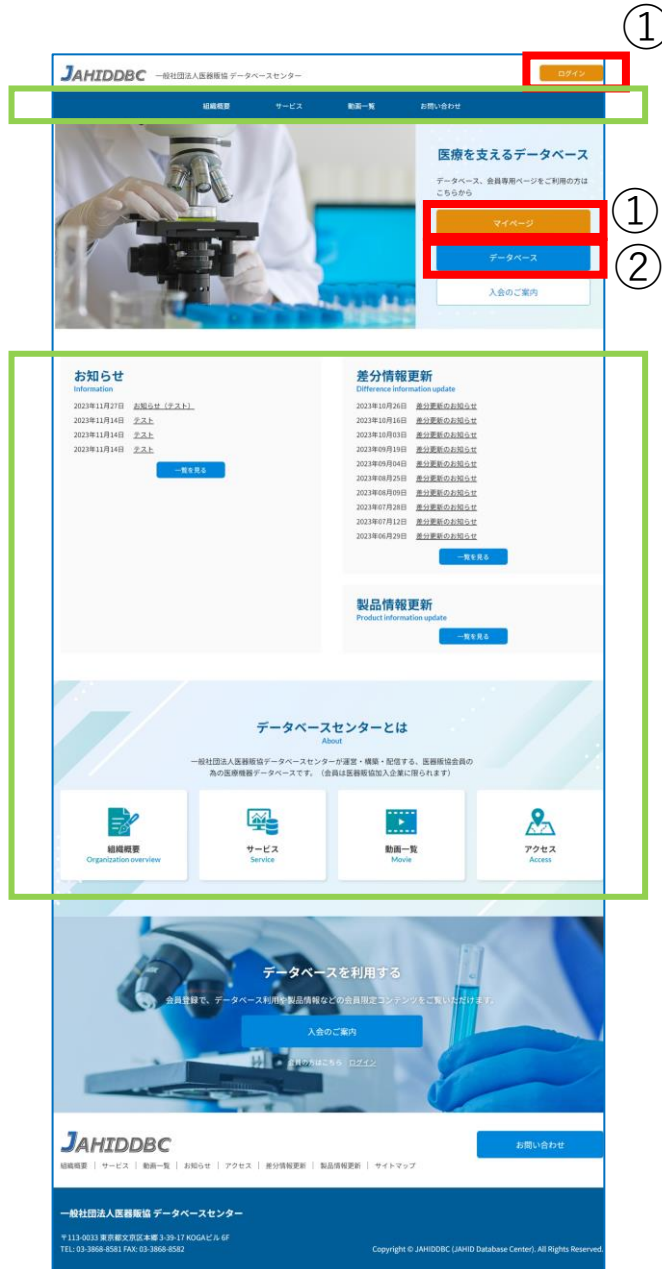 ①
JAHIDDBC 一般社団法人医器販協 データベースセンター
ログイン
組織概要 サービス 動画一覧 お問い合わせ
医療を支えるデータベース
データベース、会員専用ページをご利用の方は
こちらから
マイページ
①
データベース
②
入会のご案内
お知らせ
Information
2023年11月27日 お知らせ（テスト）
2023年11月14日 テスト
2023年11月14日 テスト
2023年11月14日 テスト
一覧を見る
差分情報更新
Difference information update
2023年10月26日 差分更新のお知らせ
2023年10月16日 差分更新のお知らせ
2023年10月03日 差分更新のお知らせ
2023年09月19日 差分更新のお知らせ
2023年09月04日 差分更新のお知らせ
2023年08月25日 差分更新のお知らせ
2023年08月09日 差分更新のお知らせ
2023年07月28日 差分更新のお知らせ
2023年07月12日 差分更新のお知らせ
2023年06月29日 差分更新のお知らせ
一覧を見る
製品情報更新
Product information update
一覧を見る
データベースセンターとは
About
一般社団法人医器販協データベースセンターが運営・構築・配信する、医器販協会員の
為の医療機器データベースです。（会員は医器販協加入企業に限られます）
組織概要
Organization overview
サービス
Service
動画一覧
Movie
アクセス
Access
データベースを利用する
会員登録で、データベース利用や製品情報などの会員限定コンテンツをご覧いただけます。
入会のご案内
会員の方はこちら ログイン
JAHIDDBC
お問い合わせ
組織概要 | サービス | 動画一覧 | お知らせ | アクセス | 差分情報更新 | 製品情報更新 | サイトマップ
一般社団法人医器販協 データベースセンター
〒113-0033 東京都文京区本郷 3-39-17 KOGAビル 6F
TEL: 03-3868-8581 FAX: 03-3868-8582
Copyright © JAHIDDBC (JAHID Database Center). All Rights Reserved.